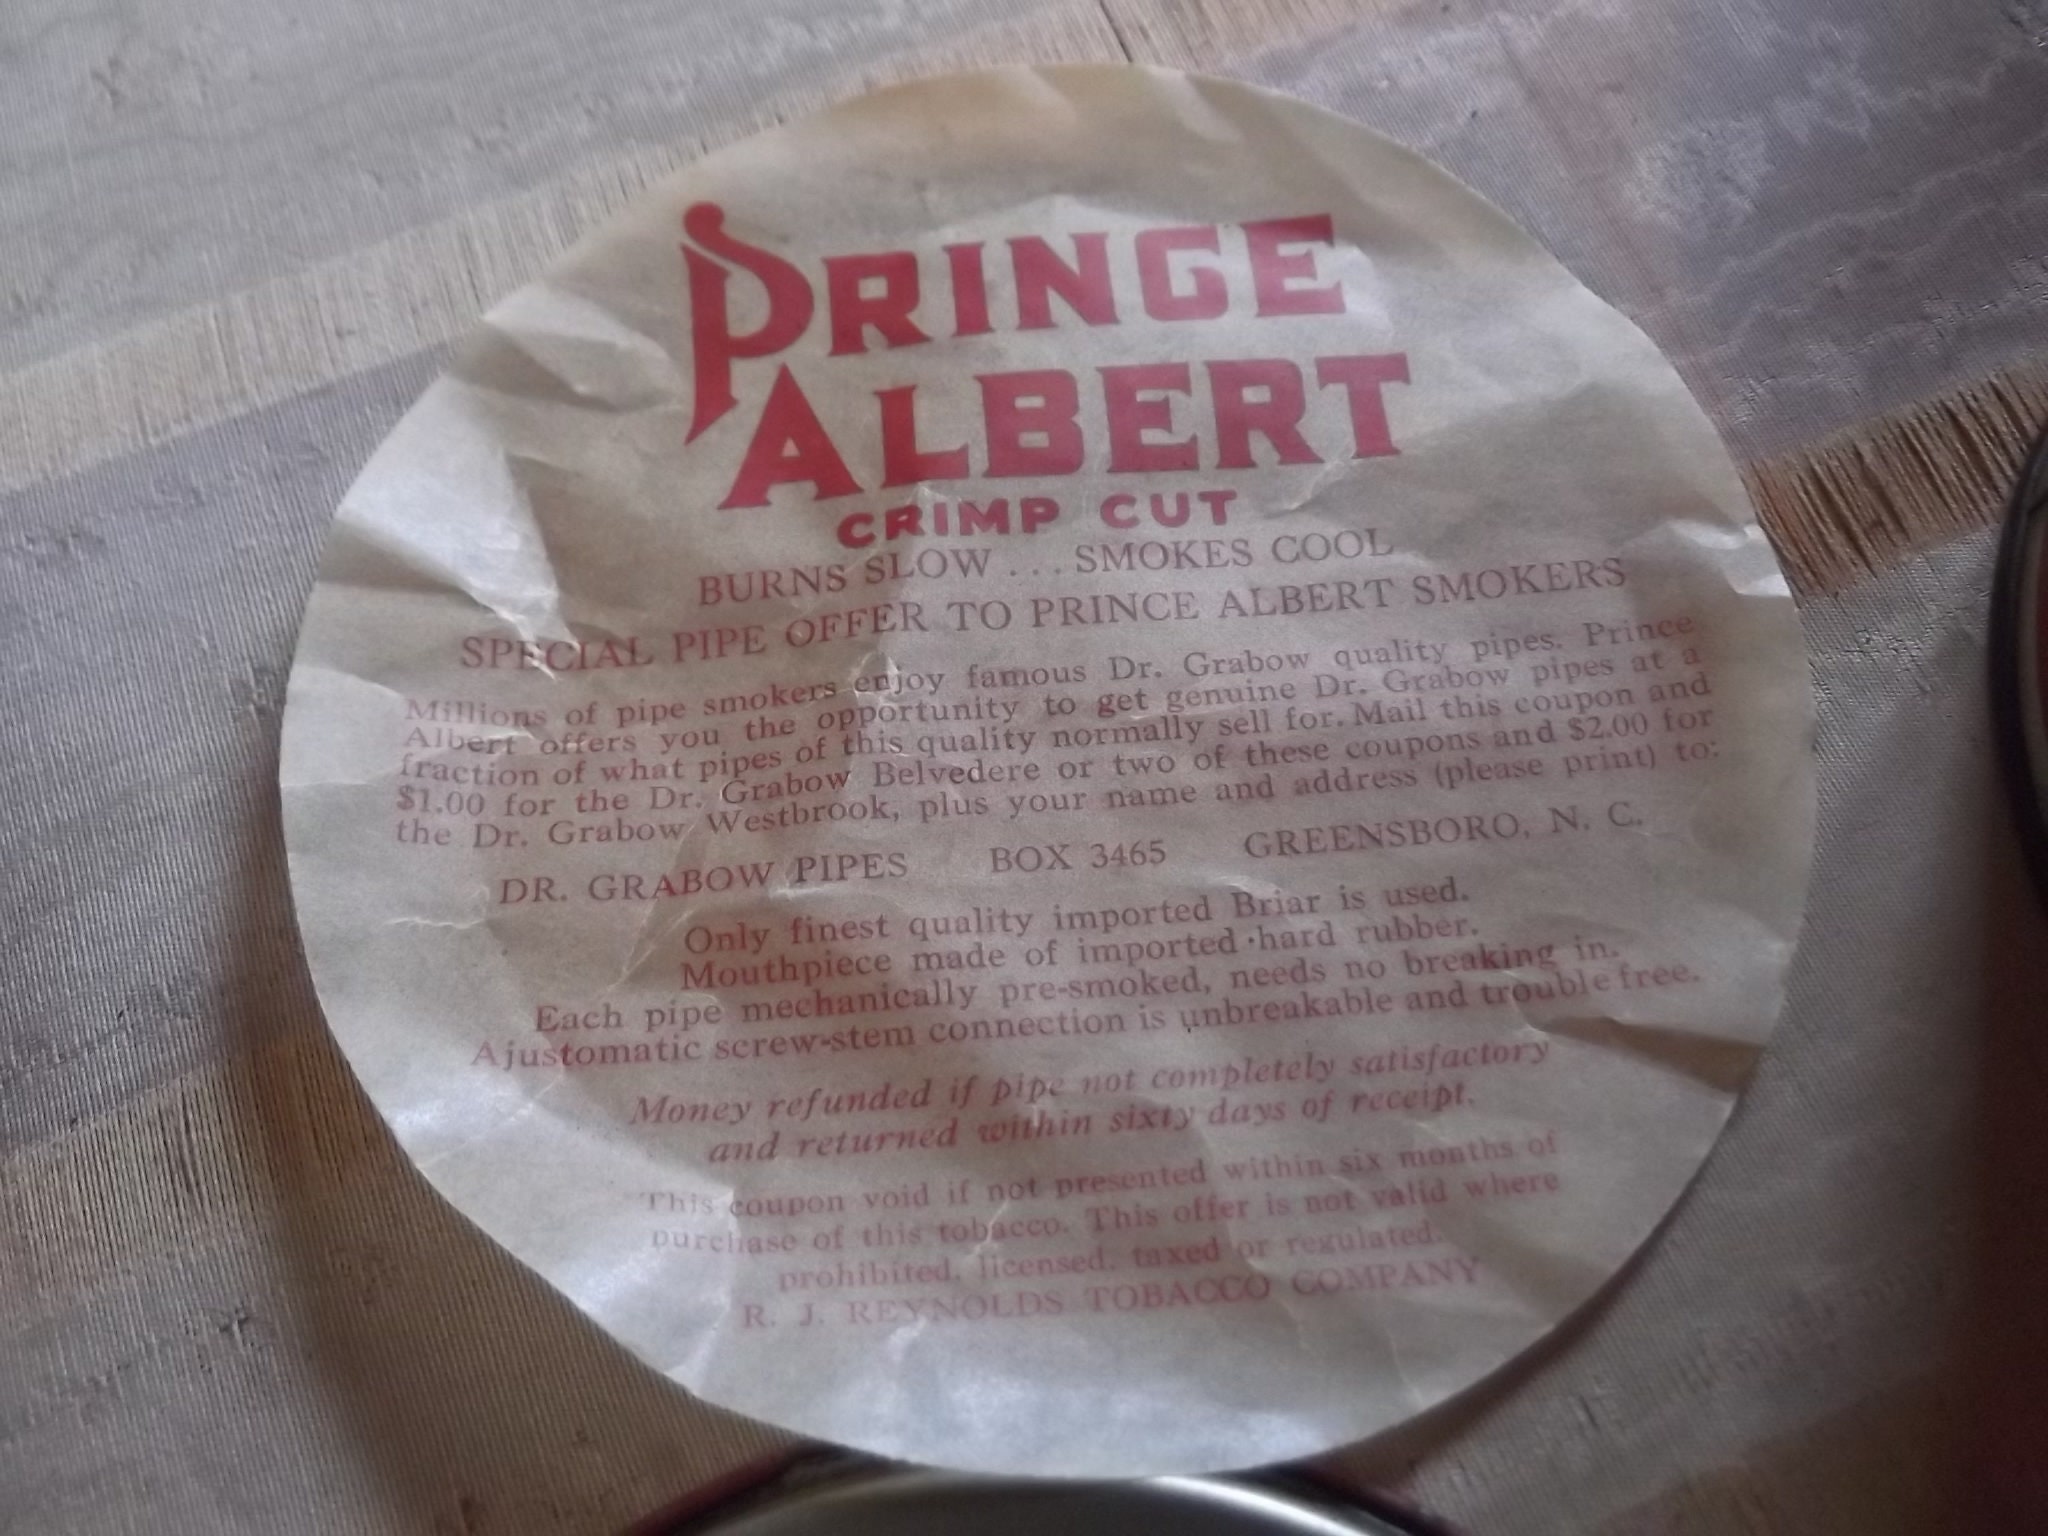 PRINCE
ALBERT
CRIMP CUT
BURNS SLOW . . . SMOKES COOL
SPECIAL PIPE OFFER TO PRINCE ALBERT SMOKERS
Millions of pipe smokers enjoy famous Dr. Grabow quality pipes. Prince
Albert offers you the opportunity to get genuine Dr. Grabow pipes at a
fraction of what pipes of this quality normally sell for. Mail this coupon and
$1.00 for the Dr. Grabow Belvedere or two of these coupons and $2.00 for
the Dr. Grabow Westbrook, plus your name and address (please print) to:
DR. GRABOW PIPES BOX 3465 GREENSBORO, N. C.
Only finest quality imported Briar is used.
Mouthpiece made of imported hard rubber.
Each pipe mechanically pre-smoked, needs no breaking in.
Ajustomatic screw-stem connection is unbreakable and trouble free.
Money refunded if pipe not completely satisfactory
and returned within sixty days of receipt.
This coupon void if not presented within six months of
purchase of this tobacco. This offer is not valid where
prohibited, licensed, taxed or regulated.
R. J. REYNOLDS TOBACCO COMPANY